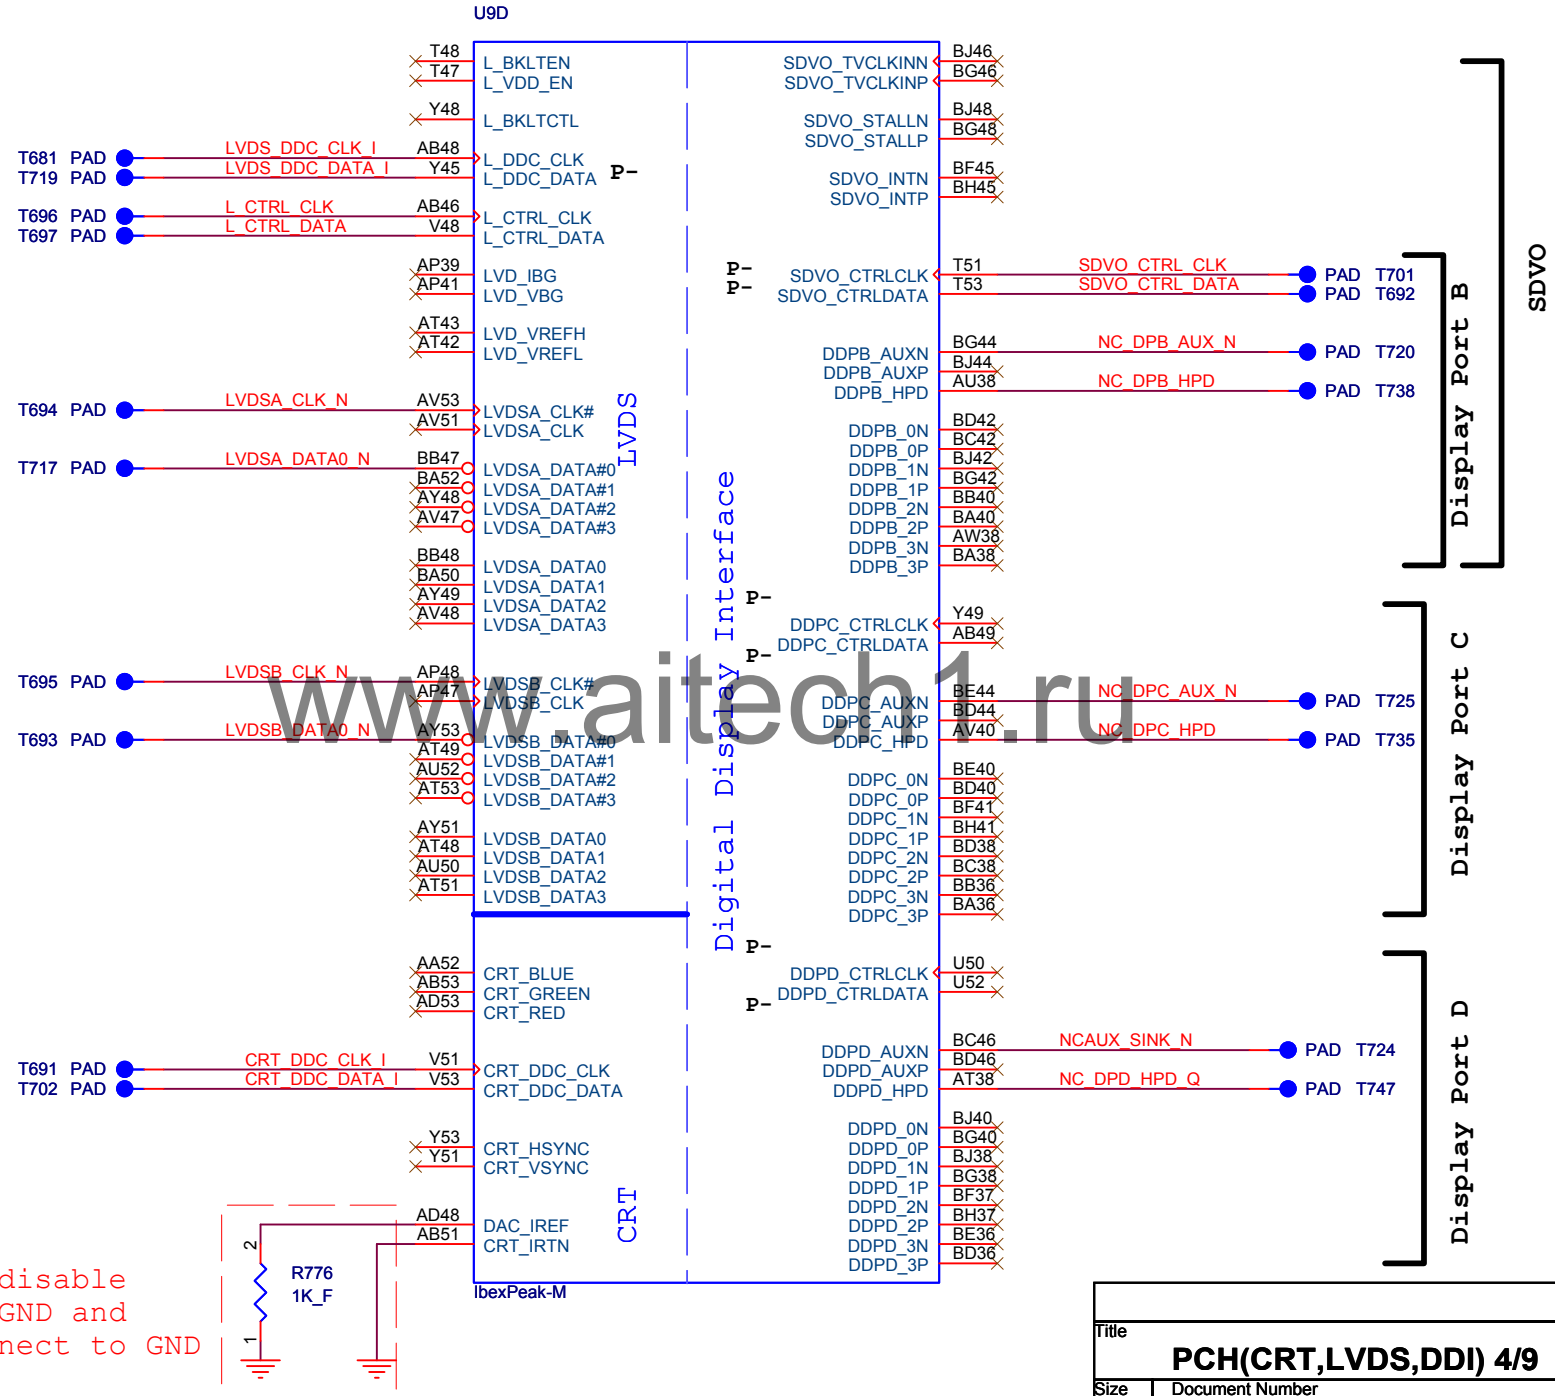 U9D
T48 L_BKLTEN
T47 L_VDD_EN
Y48 L_BKLTCTL
T681 PAD LVDS_DDC_CLK_I AB48 L_DDC_CLK
T719 PAD LVDS_DDC_DATA_I Y45 L_DDC_DATA P-
T696 PAD L_CTRL_CLK AB46 L_CTRL_CLK
T697 PAD L_CTRL_DATA V48 L_CTRL_DATA
AP39 LVD_IBG
AP41 LVD_VBG
AT43 LVD_VREFH
AT42 LVD_VREFL
T694 PAD LVDSA_CLK_N AV53 LVDSA_CLK#
AV51 LVDSA_CLK
T717 PAD LVDSA_DATA0_N BB47 LVDSA_DATA#0
BA52 LVDSA_DATA#1
AY48 LVDSA_DATA#2
AV47 LVDSA_DATA#3
BB48 LVDSA_DATA0
BA50 LVDSA_DATA1
AY49 LVDSA_DATA2
AV48 LVDSA_DATA3
T695 PAD LVDSB_CLK_N AP48 LVDSB_CLK#
AP47 LVDSB_CLK
T693 PAD LVDSB_DATA0_N AY53 LVDSB_DATA#0
AT49 LVDSB_DATA#1
AU52 LVDSB_DATA#2
AT53 LVDSB_DATA#3
AY51 LVDSB_DATA0
AT48 LVDSB_DATA1
AU50 LVDSB_DATA2
AT51 LVDSB_DATA3
LVDS
AA52 CRT_BLUE
AB53 CRT_GREEN
AD53 CRT_RED
T691 PAD CRT_DDC_CLK_I V51 CRT_DDC_CLK
T702 PAD CRT_DDC_DATA_I V53 CRT_DDC_DATA
Y53 CRT_HSYNC
Y51 CRT_VSYNC
AD48 DAC_IREF
AB51 CRT_IRTN
CRT
Digital Display Interface
SDVO_TVCLKINN BJ46
SDVO_TVCLKINP BG46
SDVO_STALLN BJ48
SDVO_STALLP BG48
SDVO_INTN BF45
SDVO_INTP BH45
P- SDVO_CTRLCLK T51 SDVO_CTRL_CLK PAD T701
P- SDVO_CTRLDATA T53 SDVO_CTRL_DATA PAD T692
DDPB_AUXN BG44 NC_DPB_AUX_N PAD T720
DDPB_AUXP BJ44
DDPB_HPD AU38 NC_DPB_HPD PAD T738
DDPB_0N BD42
DDPB_0P BC42
DDPB_1N BJ42
DDPB_1P BG42
DDPB_2N BB40
DDPB_2P BA40
DDPB_3N AW38
DDPB_3P BA38
Display Port B
SDVO
P- DDPC_CTRLCLK Y49
P- DDPC_CTRLDATA AB49
DDPC_AUXN BE44 NC_DPC_AUX_N PAD T725
DDPC_AUXP BD44
DDPC_HPD AV40 NC_DPC_HPD PAD T735
DDPC_0N BE40
DDPC_0P BD40
DDPC_1N BF41
DDPC_1P BH41
DDPC_2N BD38
DDPC_2P BC38
DDPC_3N BB36
DDPC_3P BA36
Display Port C
P- DDPD_CTRLCLK U50
P- DDPD_CTRLDATA U52
DDPD_AUXN BC46 NCAUX_SINK_N PAD T724
DDPD_AUXP BD46
DDPD_HPD AT38 NC_DPD_HPD_Q PAD T747
DDPD_0N BJ40
DDPD_0P BG40
DDPD_1N BJ38
DDPD_1P BG38
DDPD_2N BF37
DDPD_2P BH37
DDPD_3N BE36
DDPD_3P BD36
Display Port D
IbexPeak-M
www.aitech1.ru
2
R776
1K_F
1
disable
GND and
nect to GND
Title
PCH(CRT,LVDS,DDI) 4/9
Size Document Number